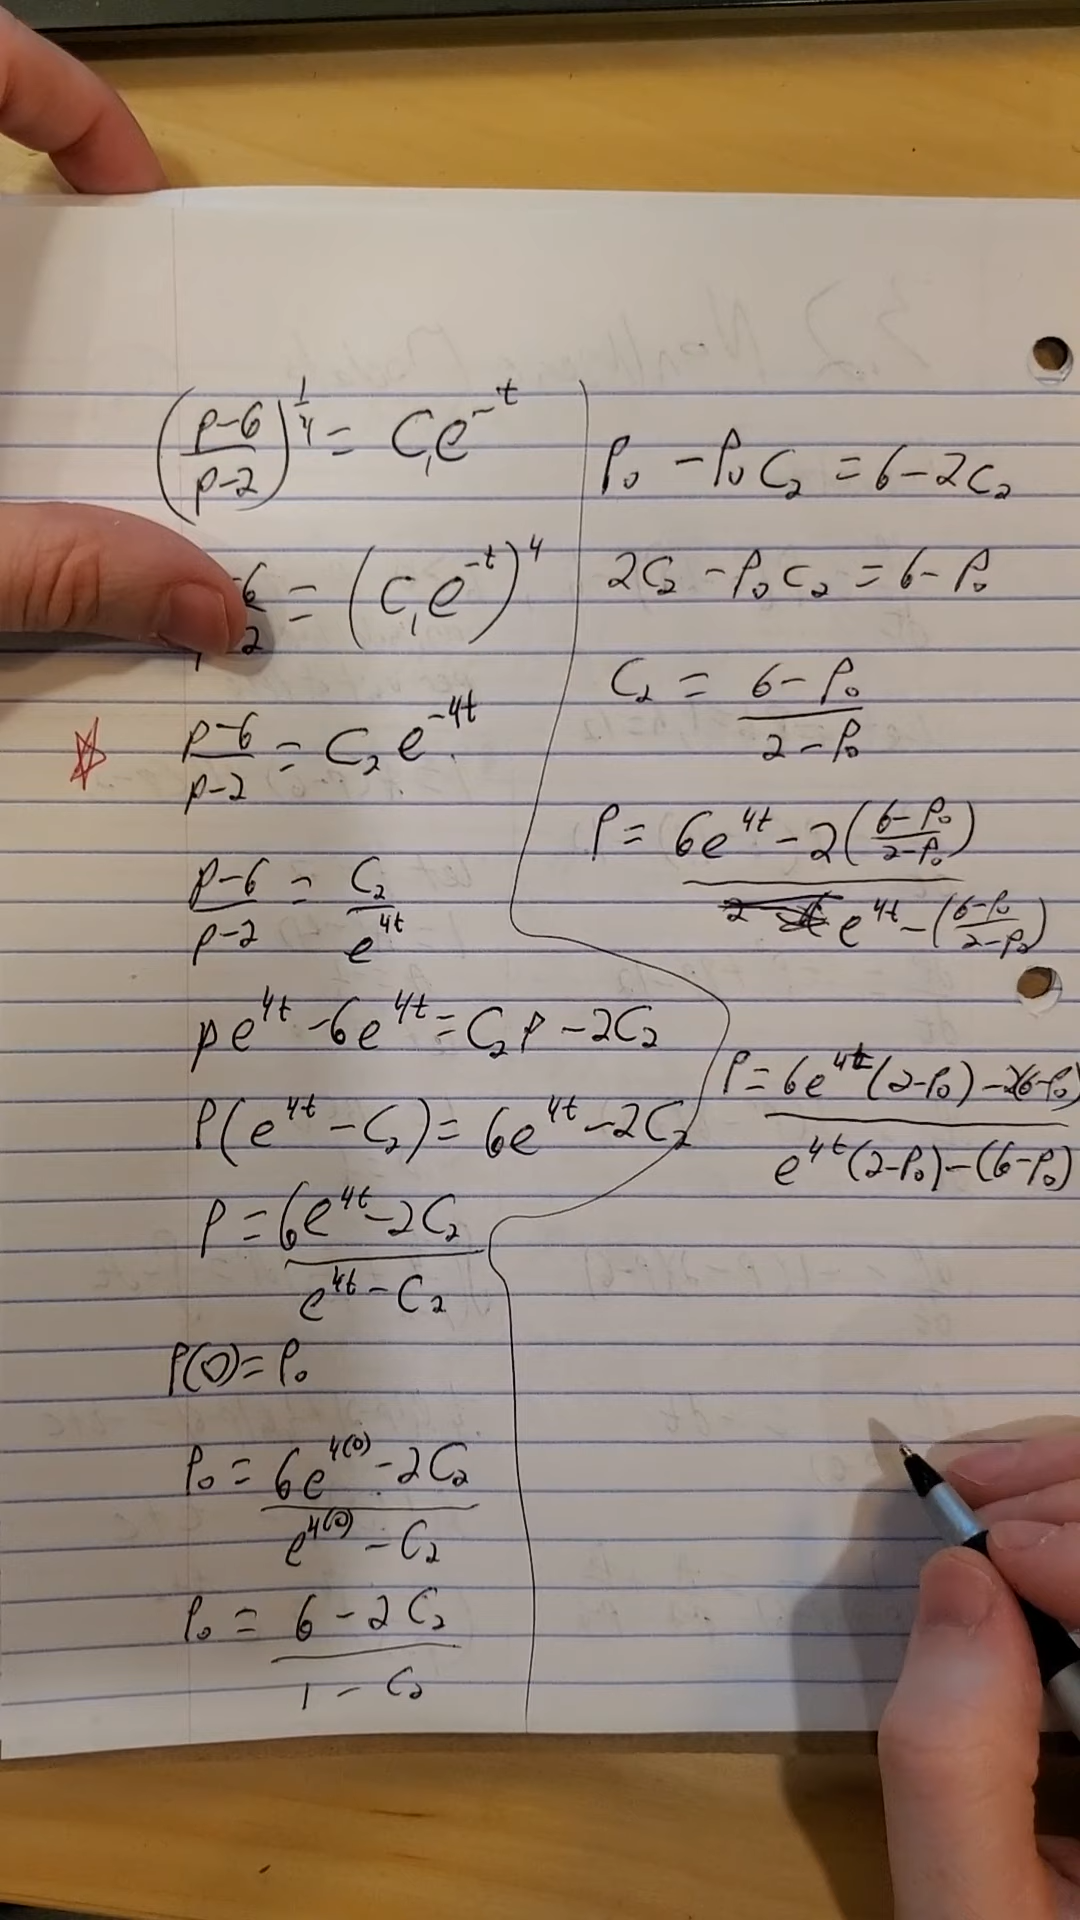 (P-6/P-2)^(1/4) = C₁e^(-t)
-6/2 = (C₁e^(-t))^4
P-6/P-2 = C₂e^(-4t)
P-6/P-2 = C₂/e^(4t)
Pe^(4t) - 6e^(4t) = C₂P - 2C₂
P(e^(4t) - C₂) = 6e^(4t) - 2C₂
P = 6e^(4t) - 2C₂ / e^(4t) - C₂
P(0) = P₀
P₀ = 6e^(4(0)) - 2C₂ / e^(4(0)) - C₂
P₀ = 6 - 2C₂ / 1 - C₂
P₀ - P₀C₂ = 6 - 2C₂
2C₂ - P₀C₂ = 6 - P₀
C₂ = 6 - P₀ / 2 - P₀
P = 6e^(4t) - 2(6-P₀/2-P₀) / e^(4t) - (6-P₀/2-P₀)
P = 6e^(4t)(2-P₀) - 2(6-P₀) / e^(4t)(2-P₀) - (6-P₀)